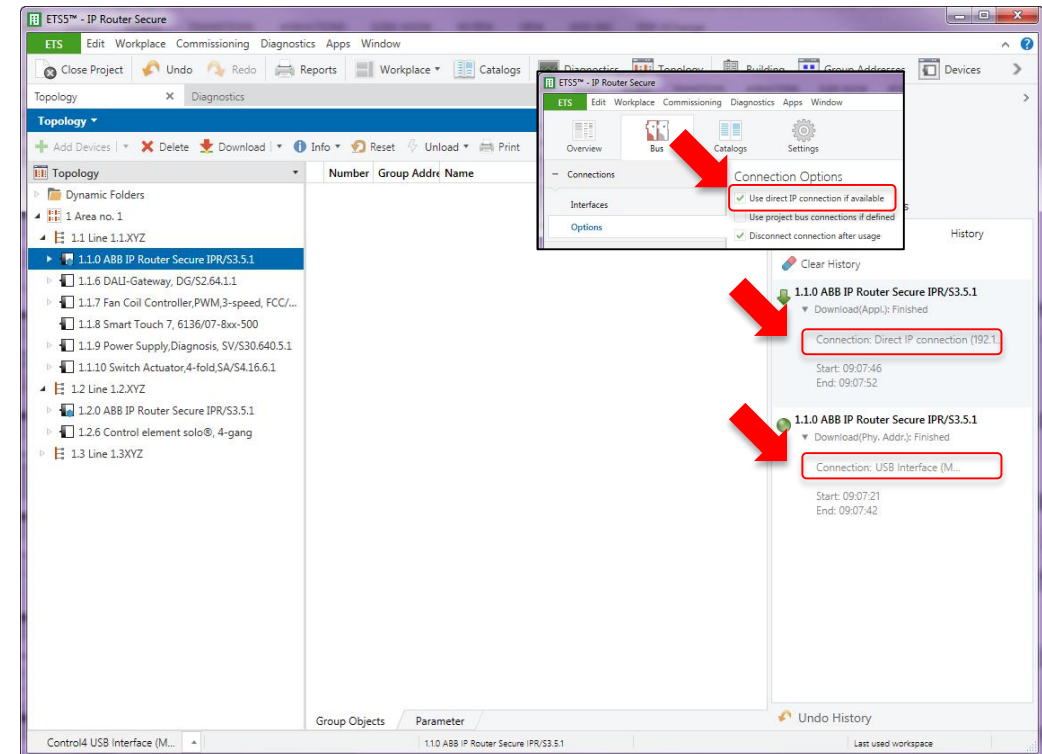 ETS5™ - IP Router Secure
ETS Edit Workplace Commissioning Diagnostics Apps Window
Close Project Undo Redo Reports Workplace Catalogs Diagnostics Topology Building Group Addresses Devices
Topology Diagnostics
Topology
Add Devices Delete Download Info Reset Unload Print
Topology Number Group Addre Name
Dynamic Folders
1 Area no. 1
1.1 Line 1.1.XYZ
1.1.0 ABB IP Router Secure IPR/S3.5.1
1.1.6 DALI-Gateway, DG/S2.64.1.1
1.1.7 Fan Coil Controller,PWM,3-speed, FCC/...
1.1.8 Smart Touch 7, 6136/07-8xx-500
1.1.9 Power Supply,Diagnosis, SV/S30.640.5.1
1.1.10 Switch Actuator,4-fold,SA/S4.16.6.1
1.2 Line 1.2.XYZ
1.2.0 ABB IP Router Secure IPR/S3.5.1
1.2.6 Control element solo®, 4-gang
1.3 Line 1.3XYZ
ETS5™ - IP Router Secure
ETS Edit Workplace Commissioning Diagnostics Apps Window
Overview Bus Catalogs Settings
Connections
Interfaces
Options
Connection Options
Use direct IP connection if available
Use project bus connections if defined
Disconnect connection after usage
History
Clear History
1.1.0 ABB IP Router Secure IPR/S3.5.1
Download(Appl.): Finished
Connection: Direct IP connection (192.1...
Start: 09:07:46
End: 09:07:52
1.1.0 ABB IP Router Secure IPR/S3.5.1
Download(Phy. Addr.): Finished
Connection: USB Interface (M...
Start: 09:07:21
End: 09:07:42
Undo History
Group Objects Parameter
Control4 USB Interface (M... 1.1.0 ABB IP Router Secure IPR/S3.5.1 Last used workspace